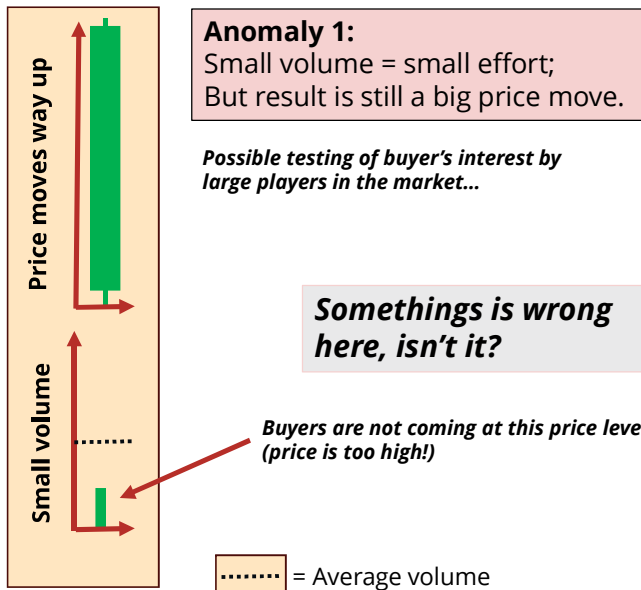 Price moves way up
Small volume
Anomaly 1:
Small volume = small effort;
But result is still a big price move.
Possible testing of buyer’s interest by
large players in the market...
Somethings is wrong
here, isn’t it?
Buyers are not coming at this price leve
(price is too high!)
= Average volume